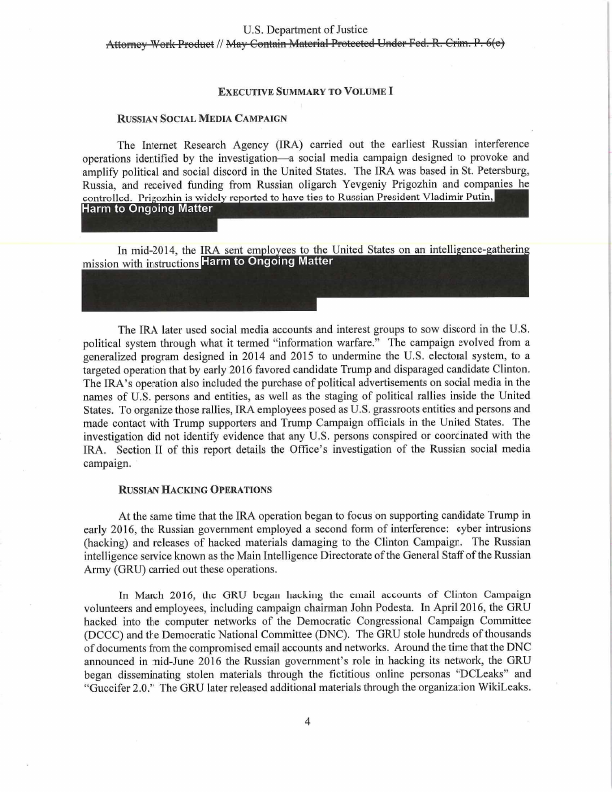 U.S. Department of Justice
Attorney Work Product // May Contain Material Protected Under Fed. R. Crim. P. 6(e)
EXECUTIVE SUMMARY TO VOLUME I
RUSSIAN SOCIAL MEDIA CAMPAIGN
The Internet Research Agency (IRA) carried out the earliest Russian interference
operations identified by the investigation—a social media campaign designed to provoke and
amplify political and social discord in the United States. The IRA was based in St. Petersburg,
Russia, and received funding from Russian oligarch Yevgeniy Prigozhin and companies he
controlled. Prigozhin is widely reported to have ties to Russian President Vladimir Putin,
Harm to Ongoing Matter
In mid-2014, the IRA sent employees to the United States on an intelligence-gathering
mission with instructions Harm to Ongoing Matter
The IRA later used social media accounts and interest groups to sow discord in the U.S.
political system through what it termed “information warfare.” The campaign evolved from a
generalized program designed in 2014 and 2015 to undermine the U.S. electoral system, to a
targeted operation that by early 2016 favored candidate Trump and disparaged candidate Clinton.
The IRA’s operation also included the purchase of political advertisements on social media in the
names of U.S. persons and entities, as well as the staging of political rallies inside the United
States. To organize those rallies, IRA employees posed as U.S. grassroots entities and persons and
made contact with Trump supporters and Trump Campaign officials in the United States. The
investigation did not identify evidence that any U.S. persons conspired or coordinated with the
IRA. Section II of this report details the Office’s investigation of the Russian social media
campaign.
RUSSIAN HACKING OPERATIONS
At the same time that the IRA operation began to focus on supporting candidate Trump in
early 2016, the Russian government employed a second form of interference: cyber intrusions
(hacking) and releases of hacked materials damaging to the Clinton Campaign. The Russian
intelligence service known as the Main Intelligence Directorate of the General Staff of the Russian
Army (GRU) carried out these operations.
In March 2016, the GRU began hacking the email accounts of Clinton Campaign
volunteers and employees, including campaign chairman John Podesta. In April 2016, the GRU
hacked into the computer networks of the Democratic Congressional Campaign Committee
(DCCC) and the Democratic National Committee (DNC). The GRU stole hundreds of thousands
of documents from the compromised email accounts and networks. Around the time that the DNC
announced in mid-June 2016 the Russian government’s role in hacking its network, the GRU
began disseminating stolen materials through the fictitious online personas “DCLeaks” and
“Guccifer 2.0.” The GRU later released additional materials through the organization WikiLeaks.
4